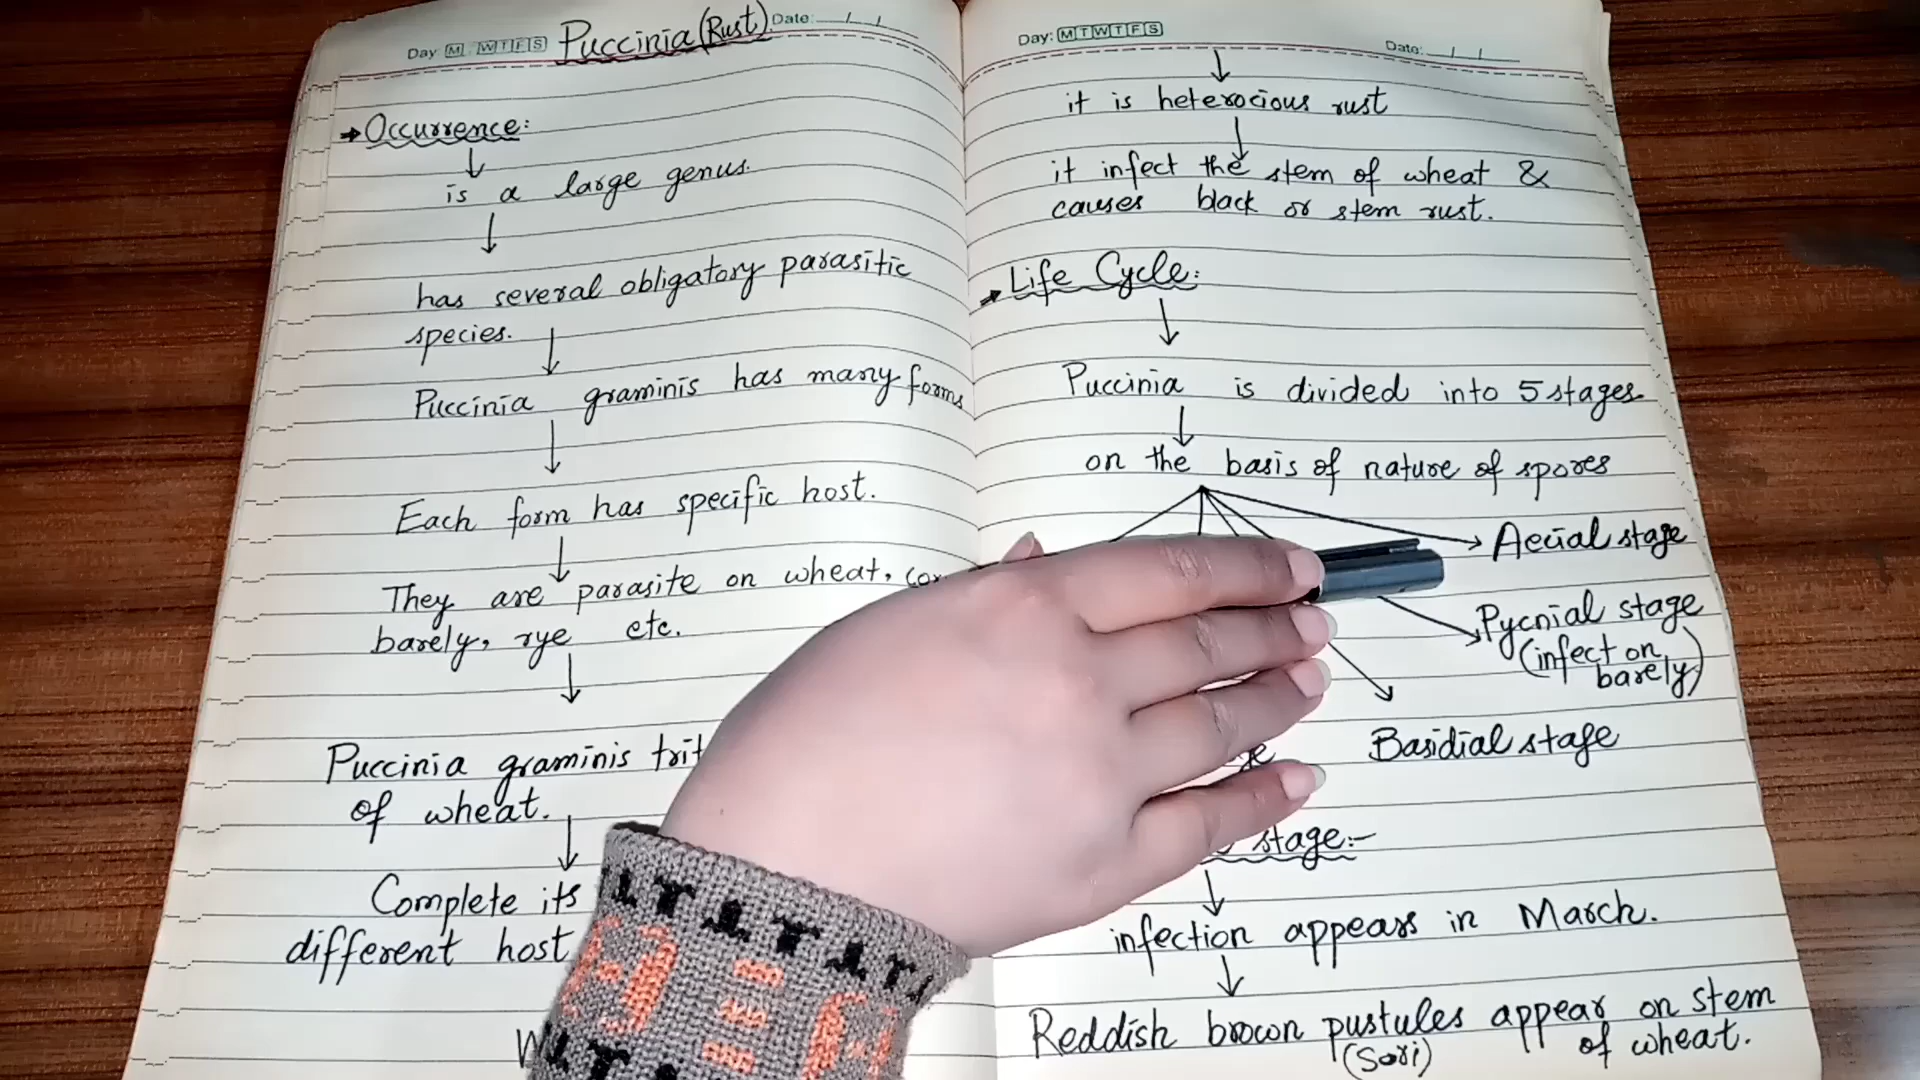 Day M W T F S Puccinia (Rust) Date:
→ Occurrence:
is a large genus.
has several obligatory parasitic
species.
Puccinia graminis has many forms
Each form has specific host.
They are parasite on wheat,
barely, rye etc.
Puccinia graminis
of wheat.
Complete its
different host
Day: M T W T F S Date:
it is heterocious rust
it infect the stem of wheat &
causes black or stem rust.
→ Life Cycle:
Puccinia is divided into 5 stages
on the basis of nature of spores
Aecial stage
Pycnial stage
(infect on
barely)
Basidial stage
stage:-
infection appears in March.
Reddish brown pustules appear on stem
(Sori) of wheat.